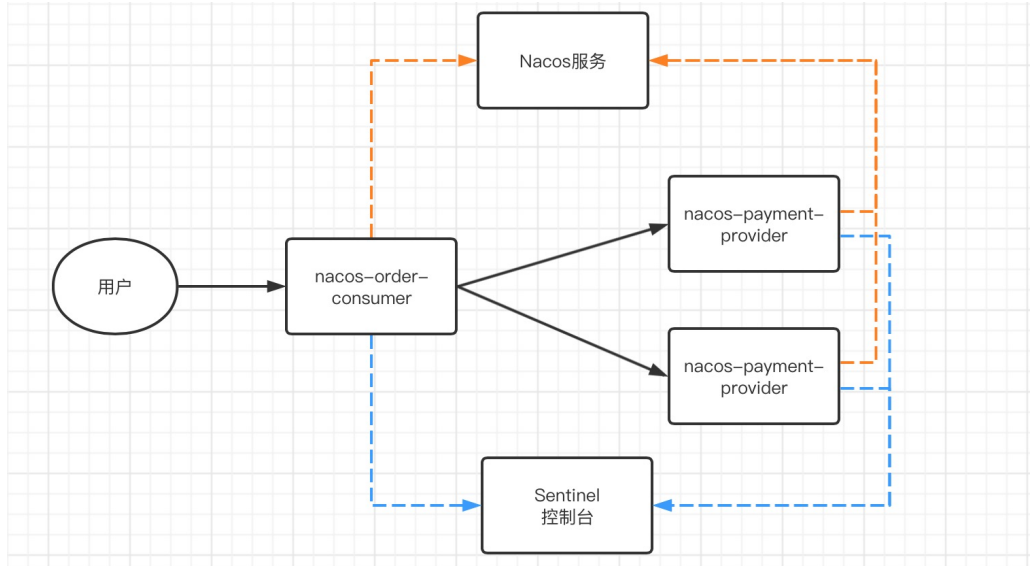 Nacos服务
nacos-payment-
provider
用户
nacos-order-
consumer
nacos-payment-
provider
Sentinel
控制台